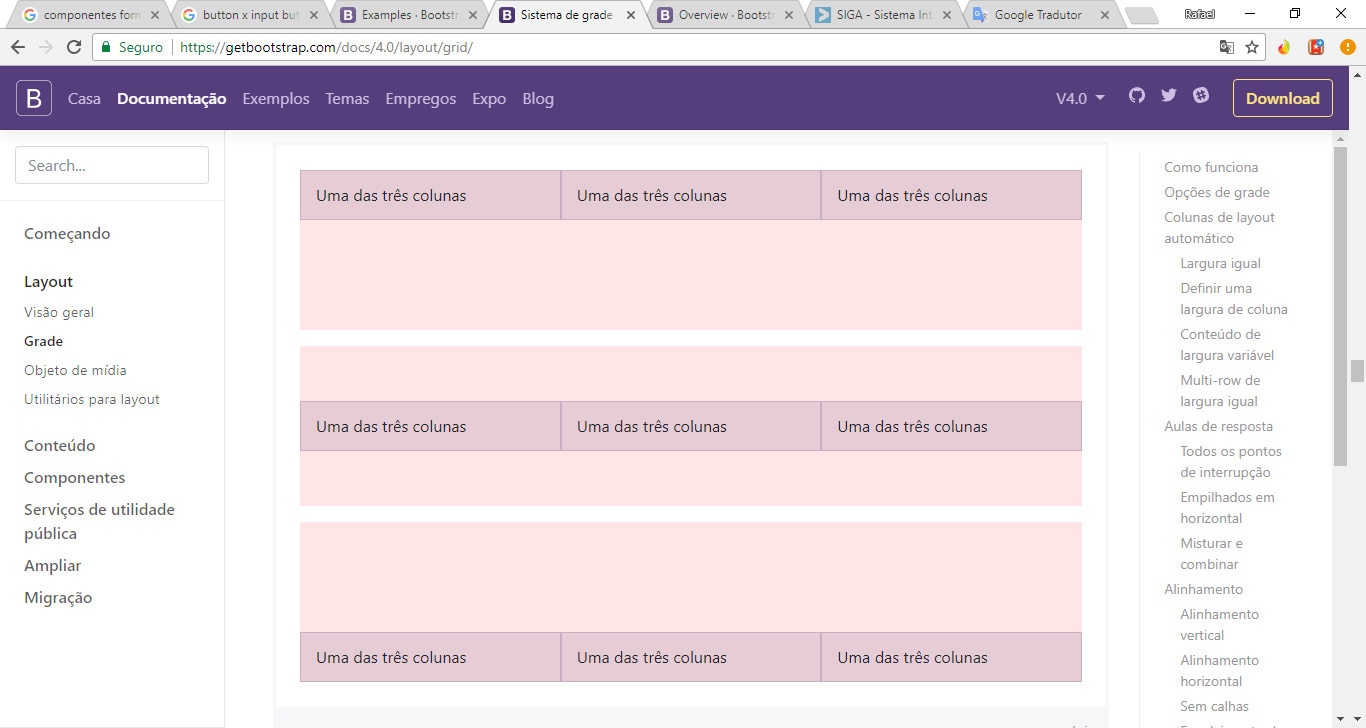 componentes form
button x input but
Examples · Bootstr
Sistema de grade
Overview · Bootstr
SIGA - Sistema Int
Google Tradutor
Rafael
Seguro
https://getbootstrap.com/docs/4.0/layout/grid/
B
Casa
Documentação
Exemplos
Temas
Empregos
Expo
Blog
V4.0
Download
Search...
Começando
Layout
Visão geral
Grade
Objeto de mídia
Utilitários para layout
Conteúdo
Componentes
Serviços de utilidade
pública
Ampliar
Migração
Uma das três colunas
Uma das três colunas
Uma das três colunas
Uma das três colunas
Uma das três colunas
Uma das três colunas
Uma das três colunas
Uma das três colunas
Uma das três colunas
Como funciona
Opções de grade
Colunas de layout
automático
Largura igual
Definir uma
largura de coluna
Conteúdo de
largura variável
Multi-row de
largura igual
Aulas de resposta
Todos os pontos
de interrupção
Empilhados em
horizontal
Misturar e
combinar
Alinhamento
Alinhamento
vertical
Alinhamento
horizontal
Sem calhas